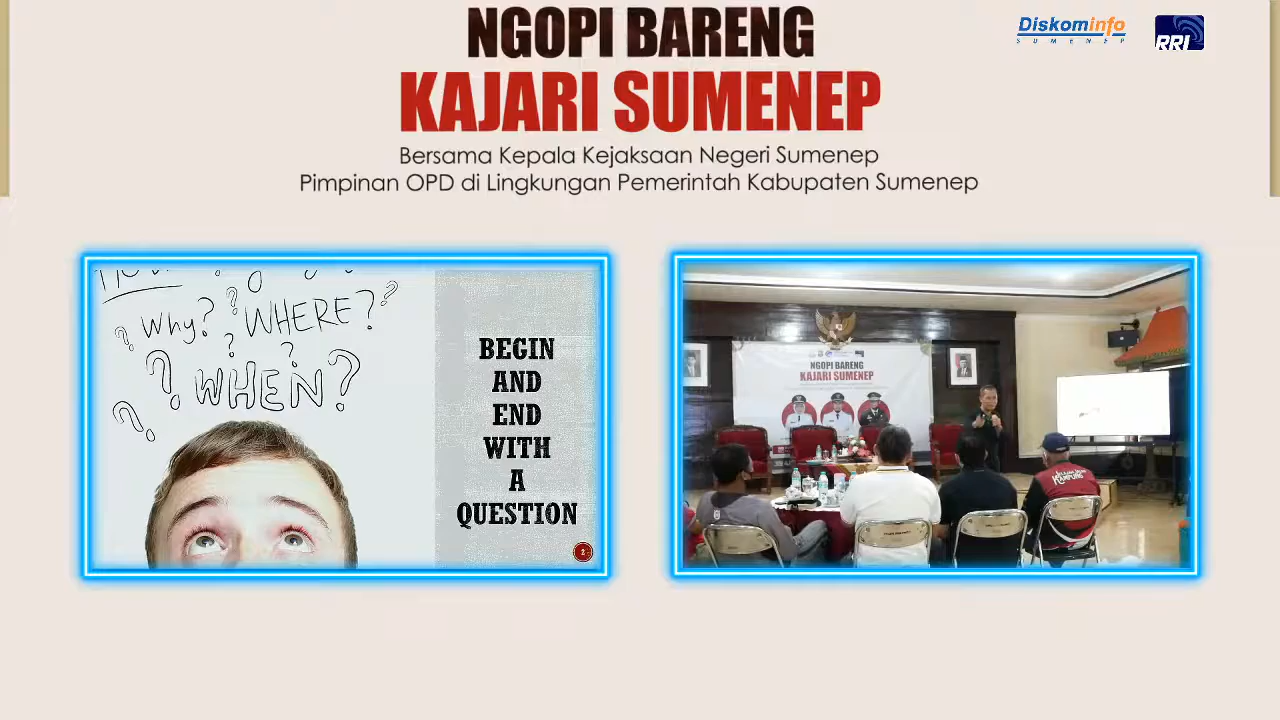 NGOPI BARENG
KAJARI SUMENEP
Bersama Kepala Kejaksaan Negeri Sumenep
Pimpinan OPD di Lingkungan Pemerintah Kabupaten Sumenep
Diskominfo
SUMENEP
RRI
Why? ? WHERE? ?
? ? ?
? WHEN?
?
BEGIN
AND
END
WITH
A
QUESTION
2
NGOPI BARENG
KAJARI SUMENEP
KAMPUNG